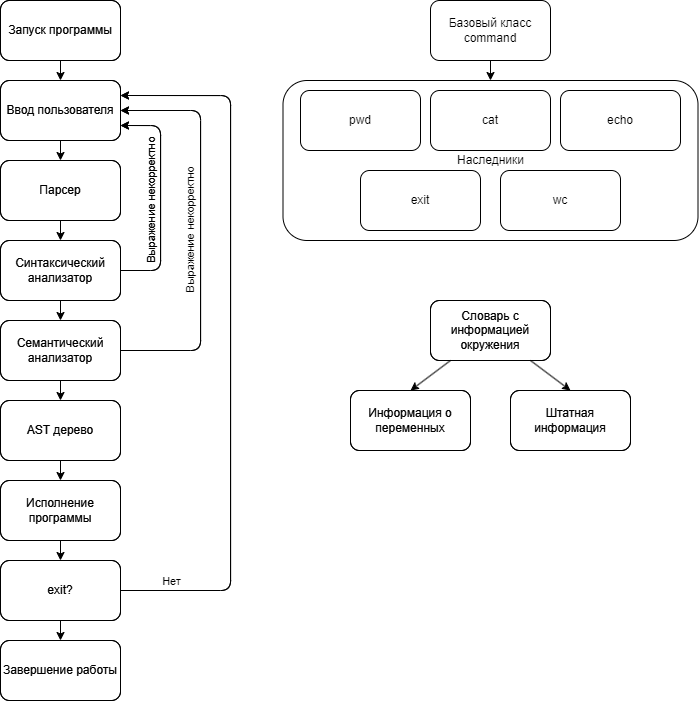 Запуск программы
Ввод пользователя
Парсер
Синтаксический
анализатор
Выражение некорректно
Семантический
анализатор
Выражение некорректно
AST дерево
Исполнение
программы
exit?
Нет
Завершение работы
Базовый класс
command
pwd
cat
echo
Наследники
exit
wc
Словарь с
информацией
окружения
Информация о
переменных
Штатная
информация